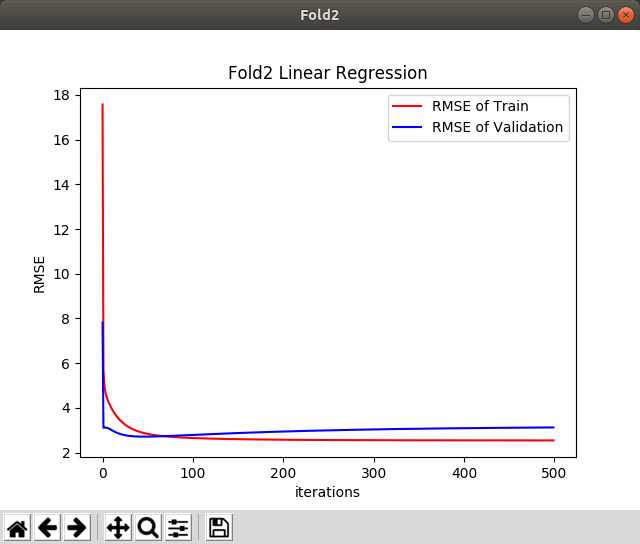 Fold2
Fold2 Linear Regression
RMSE of Train
RMSE of Validation
18
16
14
12
10
8
6
4
2
RMSE
0 100 200 300 400 500
iterations